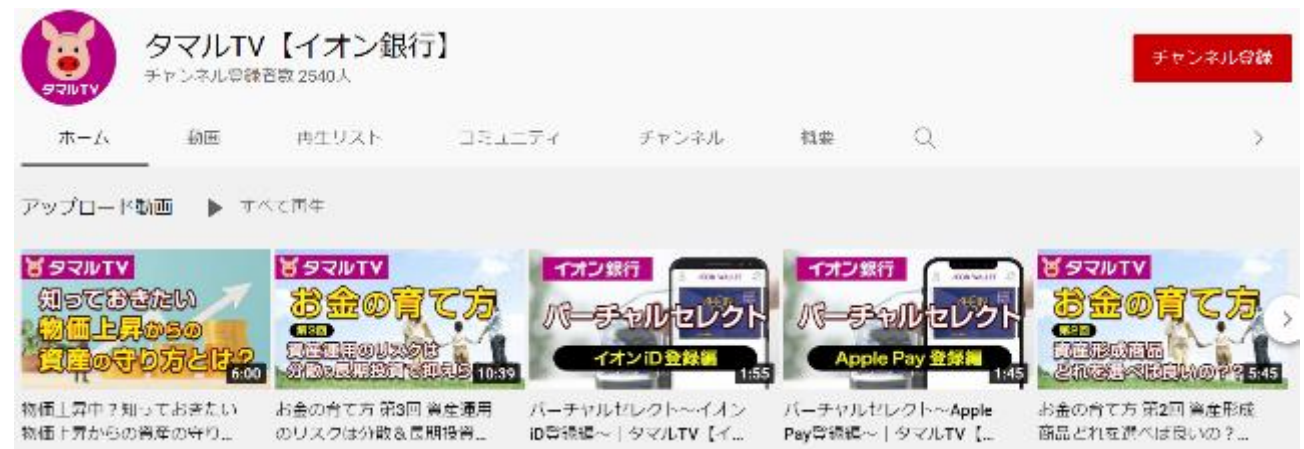 タマルTV
タマルTV【イオン銀行】
チャンネル登録者数 2540人
チャンネル登録
ホーム
動画
再生リスト
コミュニティ
チャンネル
概要
アップロード動画
すべて再生
タマルTV
知っておきたい
物価上昇からの
資産の守り方とは?
6:00
物価上昇中?知っておきたい
物価上昇からの資産の守り...
タマルTV
お金の育て方
第3回
資産運用のリスクは
分散&長期投資で抑えら
10:39
お金の育て方 第3回 資産運用
のリスクは分散&長期投資...
イオン銀行
バーチャルセレクト
イオンiD登録編
1:55
バーチャルセレクト～イオン
iD登録編～|タマルTV【イ...
イオン銀行
バーチャルセレクト
Apple Pay 登録編
1:45
バーチャルセレクト～Apple
Pay登録編～|タマルTV【...
タマルTV
お金の育て方
第2回
資産形成商品
どれを選べば良いの??
5:45
お金の育て方 第2回 資産形成
商品どれを選べば良いの?...